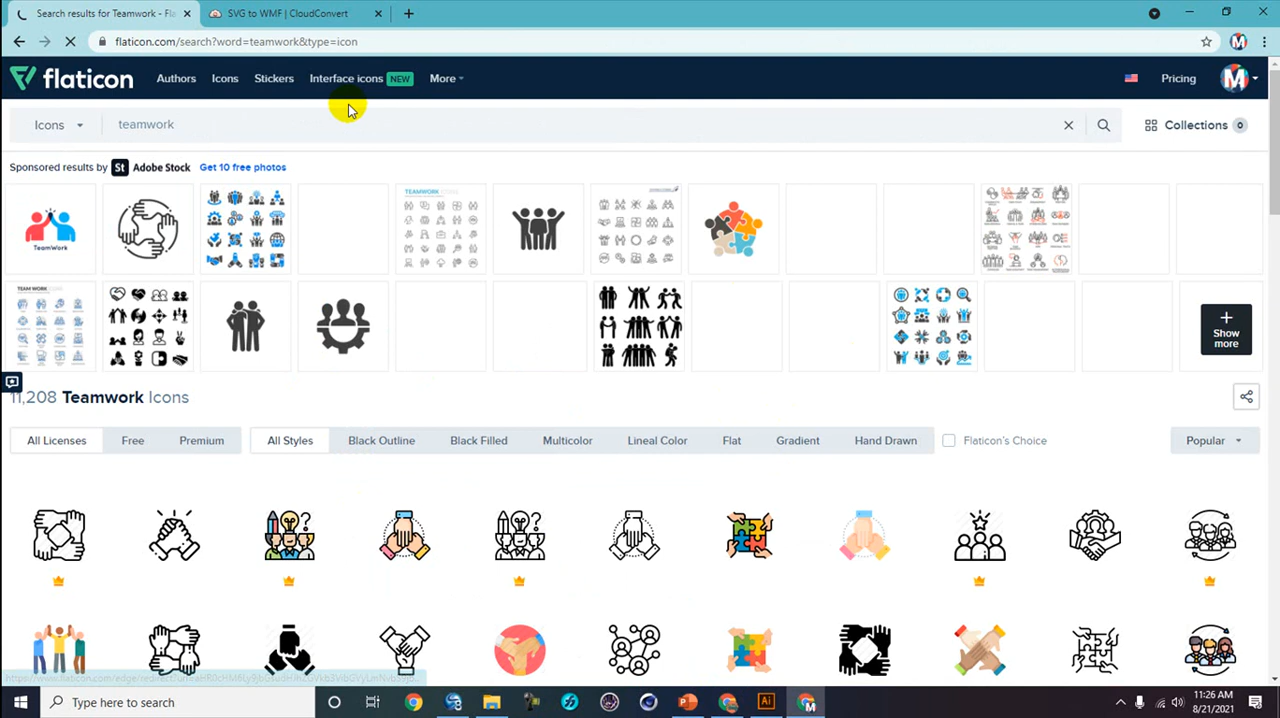 Search results for Teamwork - Fla
SVG to WMF | CloudConvert
flaticon.com/search?word=teamwork&type=icon
flaticon
Authors
Icons
Stickers
Interface icons NEW
More
Pricing
M
Icons
teamwork
Collections 0
Sponsored results by St Adobe Stock Get 10 free photos
TeamWork
TEAMWORK
TEAM WORK
+
Show more
11,208 Teamwork Icons
All Licenses
Free
Premium
All Styles
Black Outline
Black Filled
Multicolor
Lineal Color
Flat
Gradient
Hand Drawn
Flaticon's Choice
Popular
Type here to search
11:26 AM
8/21/2021